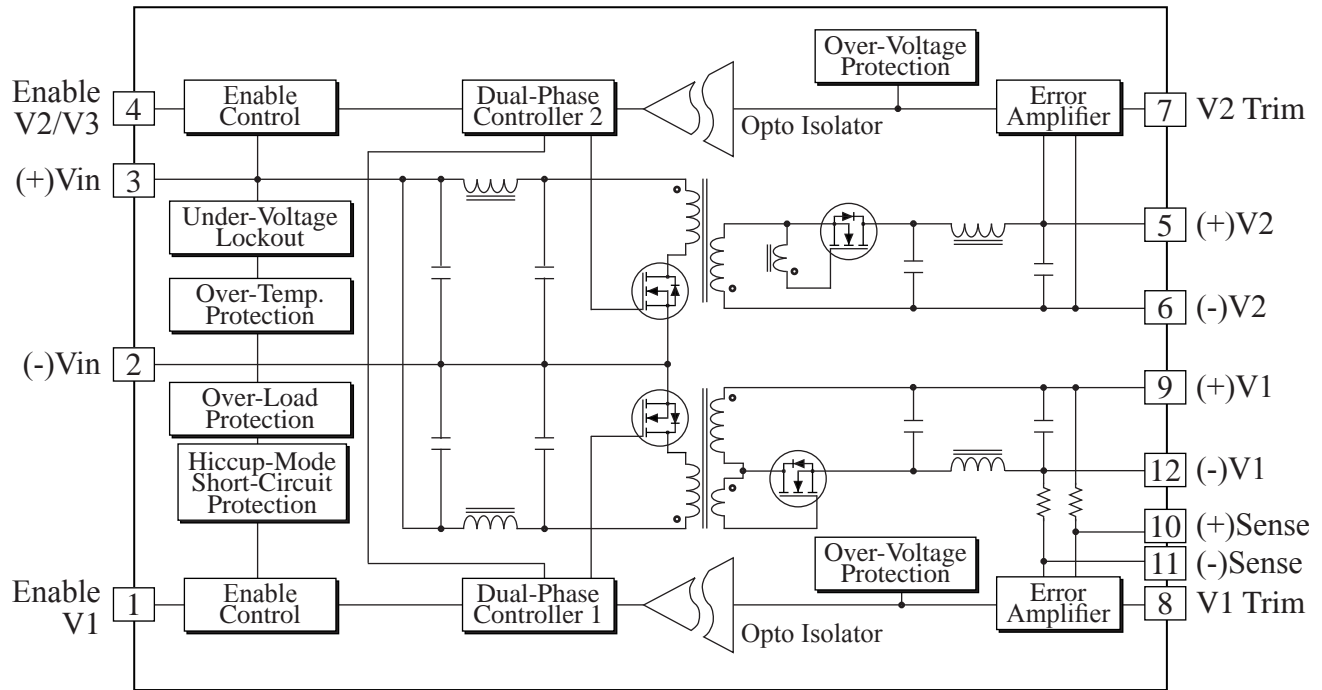 Over-Voltage
Protection
Enable
V2/V3
4
Enable
Control
Dual-Phase
Controller 2
Opto Isolator
Error
Amplifier
7
V2 Trim
(+)Vin
3
Under-Voltage
Lockout
5
(+)V2
Over-Temp.
Protection
6
(-)V2
(-)Vin
2
9
(+)V1
Over-Load
Protection
Hiccup-Mode
Short-Circuit
Protection
12
(-)V1
10
(+)Sense
11
(-)Sense
Over-Voltage
Protection
Enable
V1
1
Enable
Control
Dual-Phase
Controller 1
Opto Isolator
Error
Amplifier
8
V1 Trim